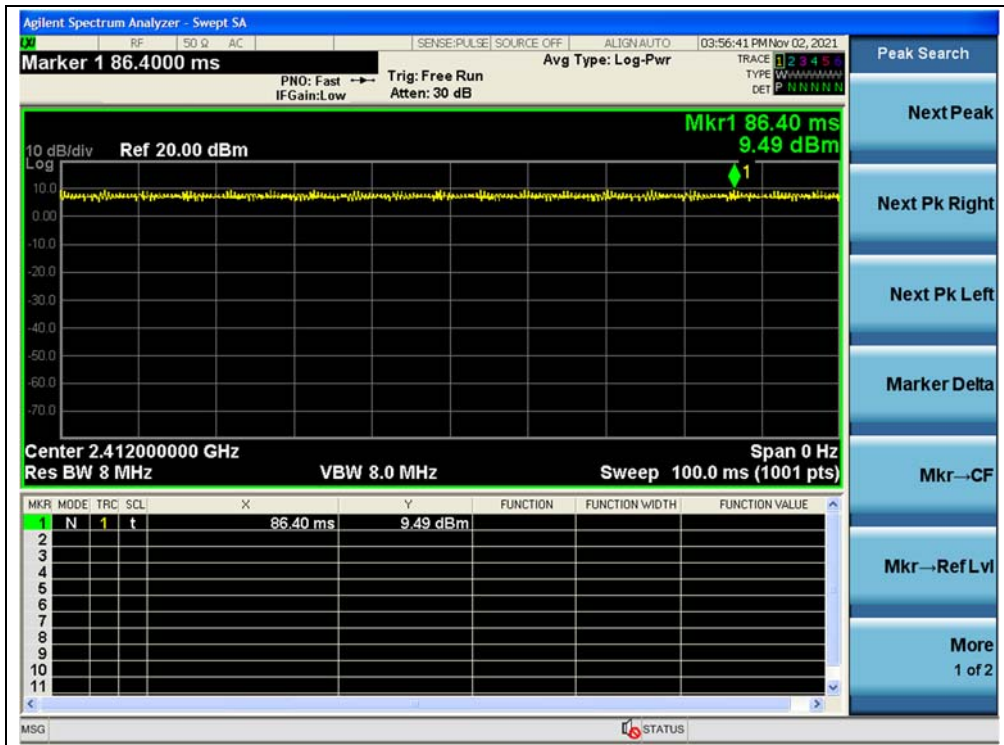 Agilent Spectrum Analyzer - Swept SA
LXI RF 50 Ω AC SENSE:PULSE SOURCE OFF ALIGN AUTO 03:56:41 PM Nov 02, 2021
Marker 1 86.4000 ms
PNO: Fast
IFGain:Low
Trig: Free Run
Atten: 30 dB
Avg Type: Log-Pwr
TRACE 1 2 3 4 5 6
TYPE W
DET P N N N N N
Mkr1 86.40 ms
9.49 dBm
10 dB/div Ref 20.00 dBm
Log
1
10.0
0.00
-10.0
-20.0
-30.0
-40.0
-50.0
-60.0
-70.0
Center 2.412000000 GHz Span 0 Hz
Res BW 8 MHz VBW 8.0 MHz Sweep 100.0 ms (1001 pts)
MKR MODE TRC SCL X Y FUNCTION FUNCTION WIDTH FUNCTION VALUE
1 N 1 t 86.40 ms 9.49 dBm
2
3
4
5
6
7
8
9
10
11
MSG STATUS
Peak Search
Next Peak
Next Pk Right
Next Pk Left
Marker Delta
Mkr→CF
Mkr→Ref Lvl
More
1 of 2